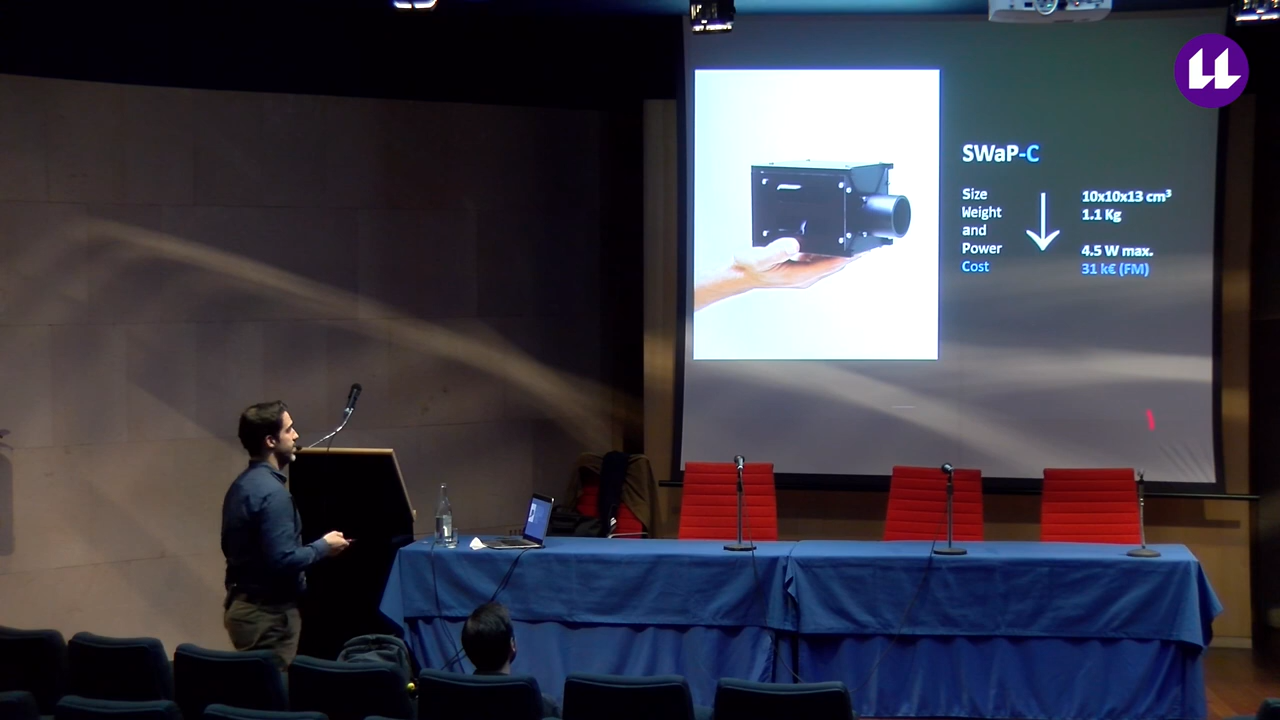 SWaP-C
Size 10x10x13 cm³
Weight 1.1 Kg
and
Power 4.5 W max.
Cost 31 k€ (FM)